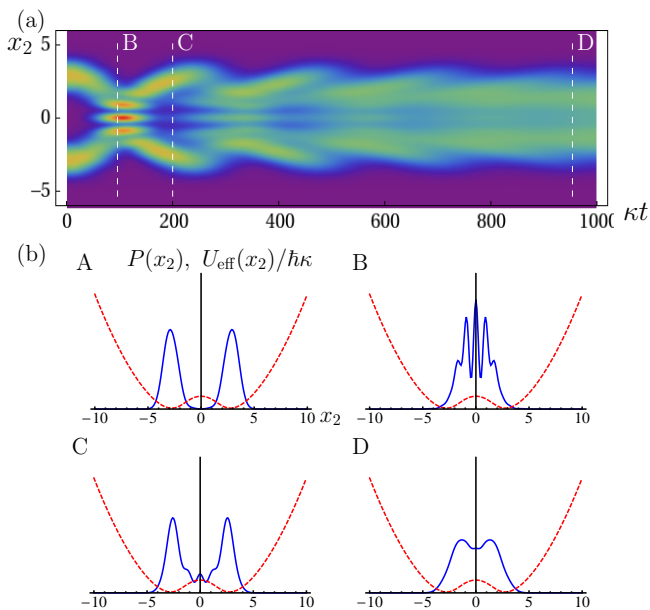 (a)
x₂ 5 B C D
0
−5
0 200 400 600 800 1000 κt
(b) A P(x₂), U_eff(x₂)/ħκ B
−10 −5 0 5 x₂ 10 −10 −5 0 5 10
C D
−10 −5 0 5 10 −10 −5 0 5 10